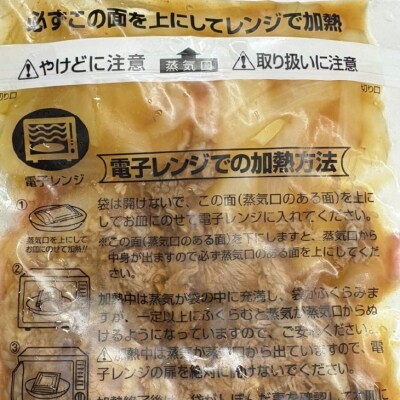 必ずこの面を上にしてレンジで加熱
⚠やけどに注意 蒸気口 ⚠取り扱いに注意
切り口 切り口
電子レンジ
電子レンジでの加熱方法
①
蒸気口を上にして
お皿にのせて加熱!!
袋は開けないで、この面(蒸気口のある面)を上に
してお皿にのせて電子レンジに入れてください。
※この面(蒸気口のある面)を下にしますと、蒸気口から
中身が出ますので必ず蒸気口のある面を上にしてくだ
さい。
②
加熱中は蒸気が袋の中に充満し、袋がふくらみま
すが、一定以上にふくらむと蒸気が蒸気口からぬ
けるようになっていますので、ご安心ください。
⚠加熱中は蒸気が蒸気口から出ていますので、電
子レンジの扉を絶対に開けないでください。
③